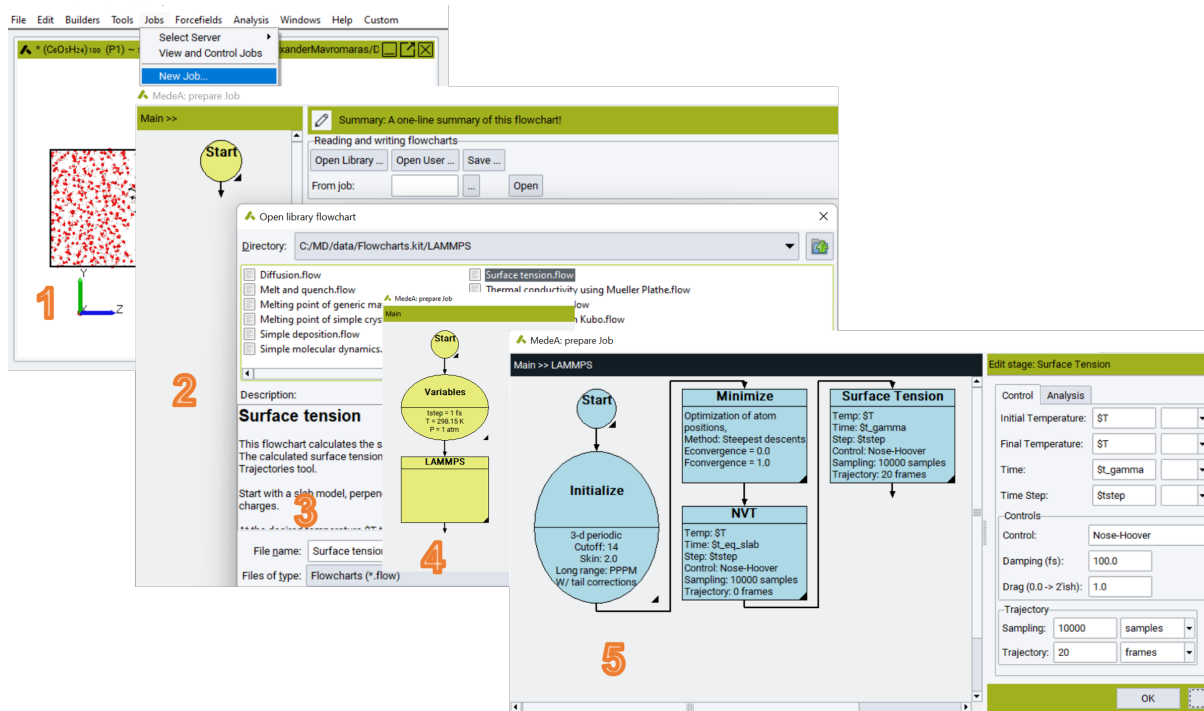 File Edit Builders Tools Jobs Forcefields Analysis Windows Help Custom
* (C6O5H24)100 (P1) ~
xanderMavromaras/D
Select Server
View and Control Jobs
New Job...
Y
Z
1
MedeA: prepare Job
Main >>
Start
2
Summary: A one-line summary of this flowchart!
Reading and writing flowcharts
Open Library ... Open User ... Save ...
From job: ... Open
Open library flowchart
Directory: C:/MD/data/Flowcharts.kit/LAMMPS
Diffusion.flow
Melt and quench.flow
Melting point of generic ma
Melting point of simple crys
Simple deposition.flow
Simple molecular dynamics.
Surface tension.flow
Thermal conductivity using Mueller Plathe.flow
low
Kubo.flow
Description:
Surface tension
This flowchart calculates the s
The calculated surface tension
Trajectories tool.
Start with a slab model, perpen
charges.
3
File name: Surface tension
Files of type: Flowcharts (*.flow)
MedeA: prepare Job
Main
Start
Variables
tstep = 1 fs
T = 298.15 K
P = 1 atm
LAMMPS
4
MedeA: prepare Job
Main >> LAMMPS
Start
Initialize
3-d periodic
Cutoff: 14
Skin: 2.0
Long range: PPPM
W/ tail corrections
Minimize
Optimization of atom
positions,
Method: Steepest descents
Econvergence = 0.0
Fconvergence = 1.0
NVT
Temp: $T
Time: $t_eq_slab
Step: $tstep
Control: Nose-Hoover
Sampling: 10000 samples
Trajectory: 0 frames
Surface Tension
Temp: $T
Time: $t_gamma
Step: $tstep
Control: Nose-Hoover
Sampling: 10000 samples
Trajectory: 20 frames
5
Edit stage: Surface Tension
Control Analysis
Initial Temperature: $T
Final Temperature: $T
Time: $t_gamma
Time Step: $tstep
Controls
Control: Nose-Hoover
Damping (fs): 100.0
Drag (0.0 -> 2'ish): 1.0
Trajectory
Sampling: 10000 samples
Trajectory: 20 frames
OK